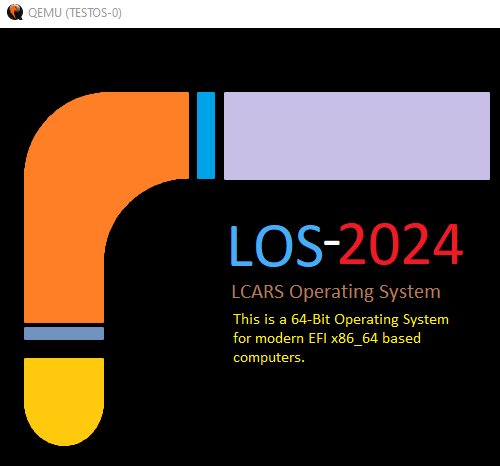 QEMU (TESTOS-0)
LOS-2024
LCARS Operating System
This is a 64-Bit Operating System
for modern EFI x86_64 based
computers.